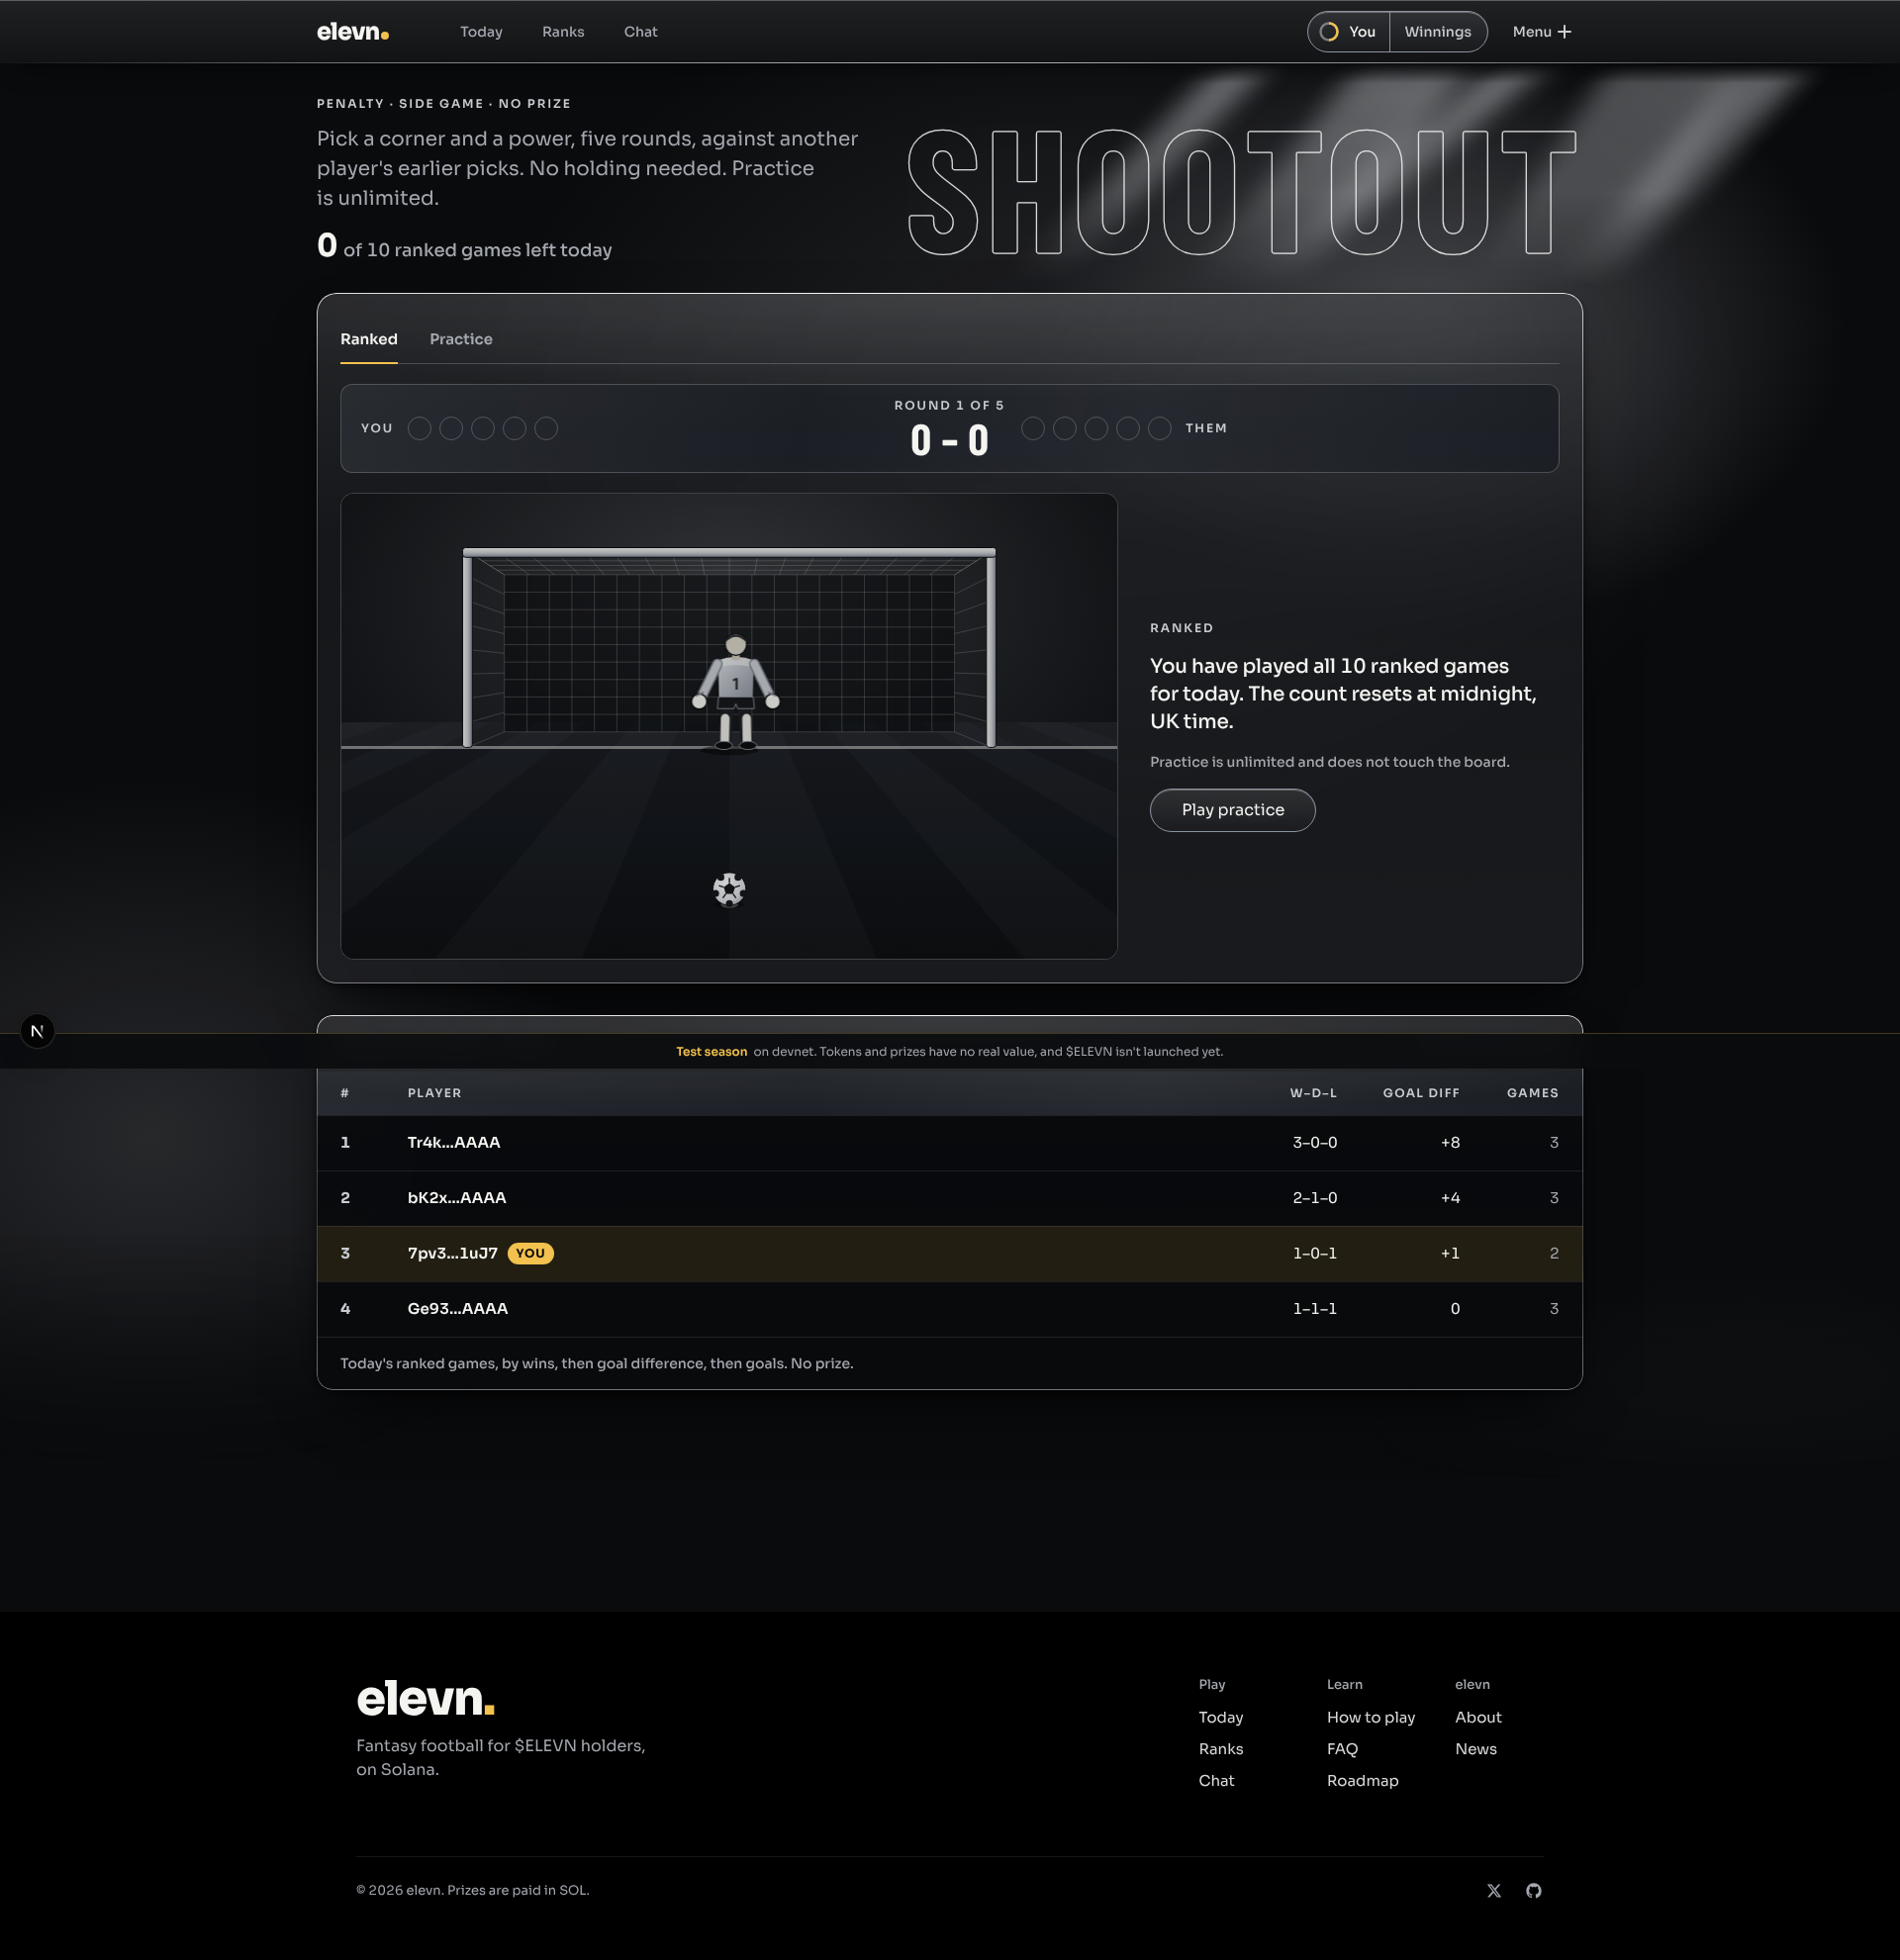 elevn.
Today
Ranks
Chat
You
Winnings
Menu
PENALTY · SIDE GAME · NO PRIZE
Pick a corner and a power, five rounds, against another
player's earlier picks. No holding needed. Practice
is unlimited.
0 of 10 ranked games left today
SHOOTOUT
Ranked
Practice
YOU
ROUND 1 OF 5
0 - 0
THEM
1
RANKED
You have played all 10 ranked games
for today. The count resets at midnight,
UK time.
Practice is unlimited and does not touch the board.
Play practice
N
Test season on devnet. Tokens and prizes have no real value, and $ELEVN isn't launched yet.
# PLAYER W–D–L GOAL DIFF GAMES
1 Tr4k...AAAA 3–0–0 +8 3
2 bK2x...AAAA 2–1–0 +4 3
3 7pv3...1uJ7 YOU 1–0–1 +1 2
4 Ge93...AAAA 1–1–1 0 3
Today's ranked games, by wins, then goal difference, then goals. No prize.
elevn.
Fantasy football for $ELEVN holders,
on Solana.
Play
Today
Ranks
Chat
Learn
How to play
FAQ
Roadmap
elevn
About
News
© 2026 elevn. Prizes are paid in SOL.